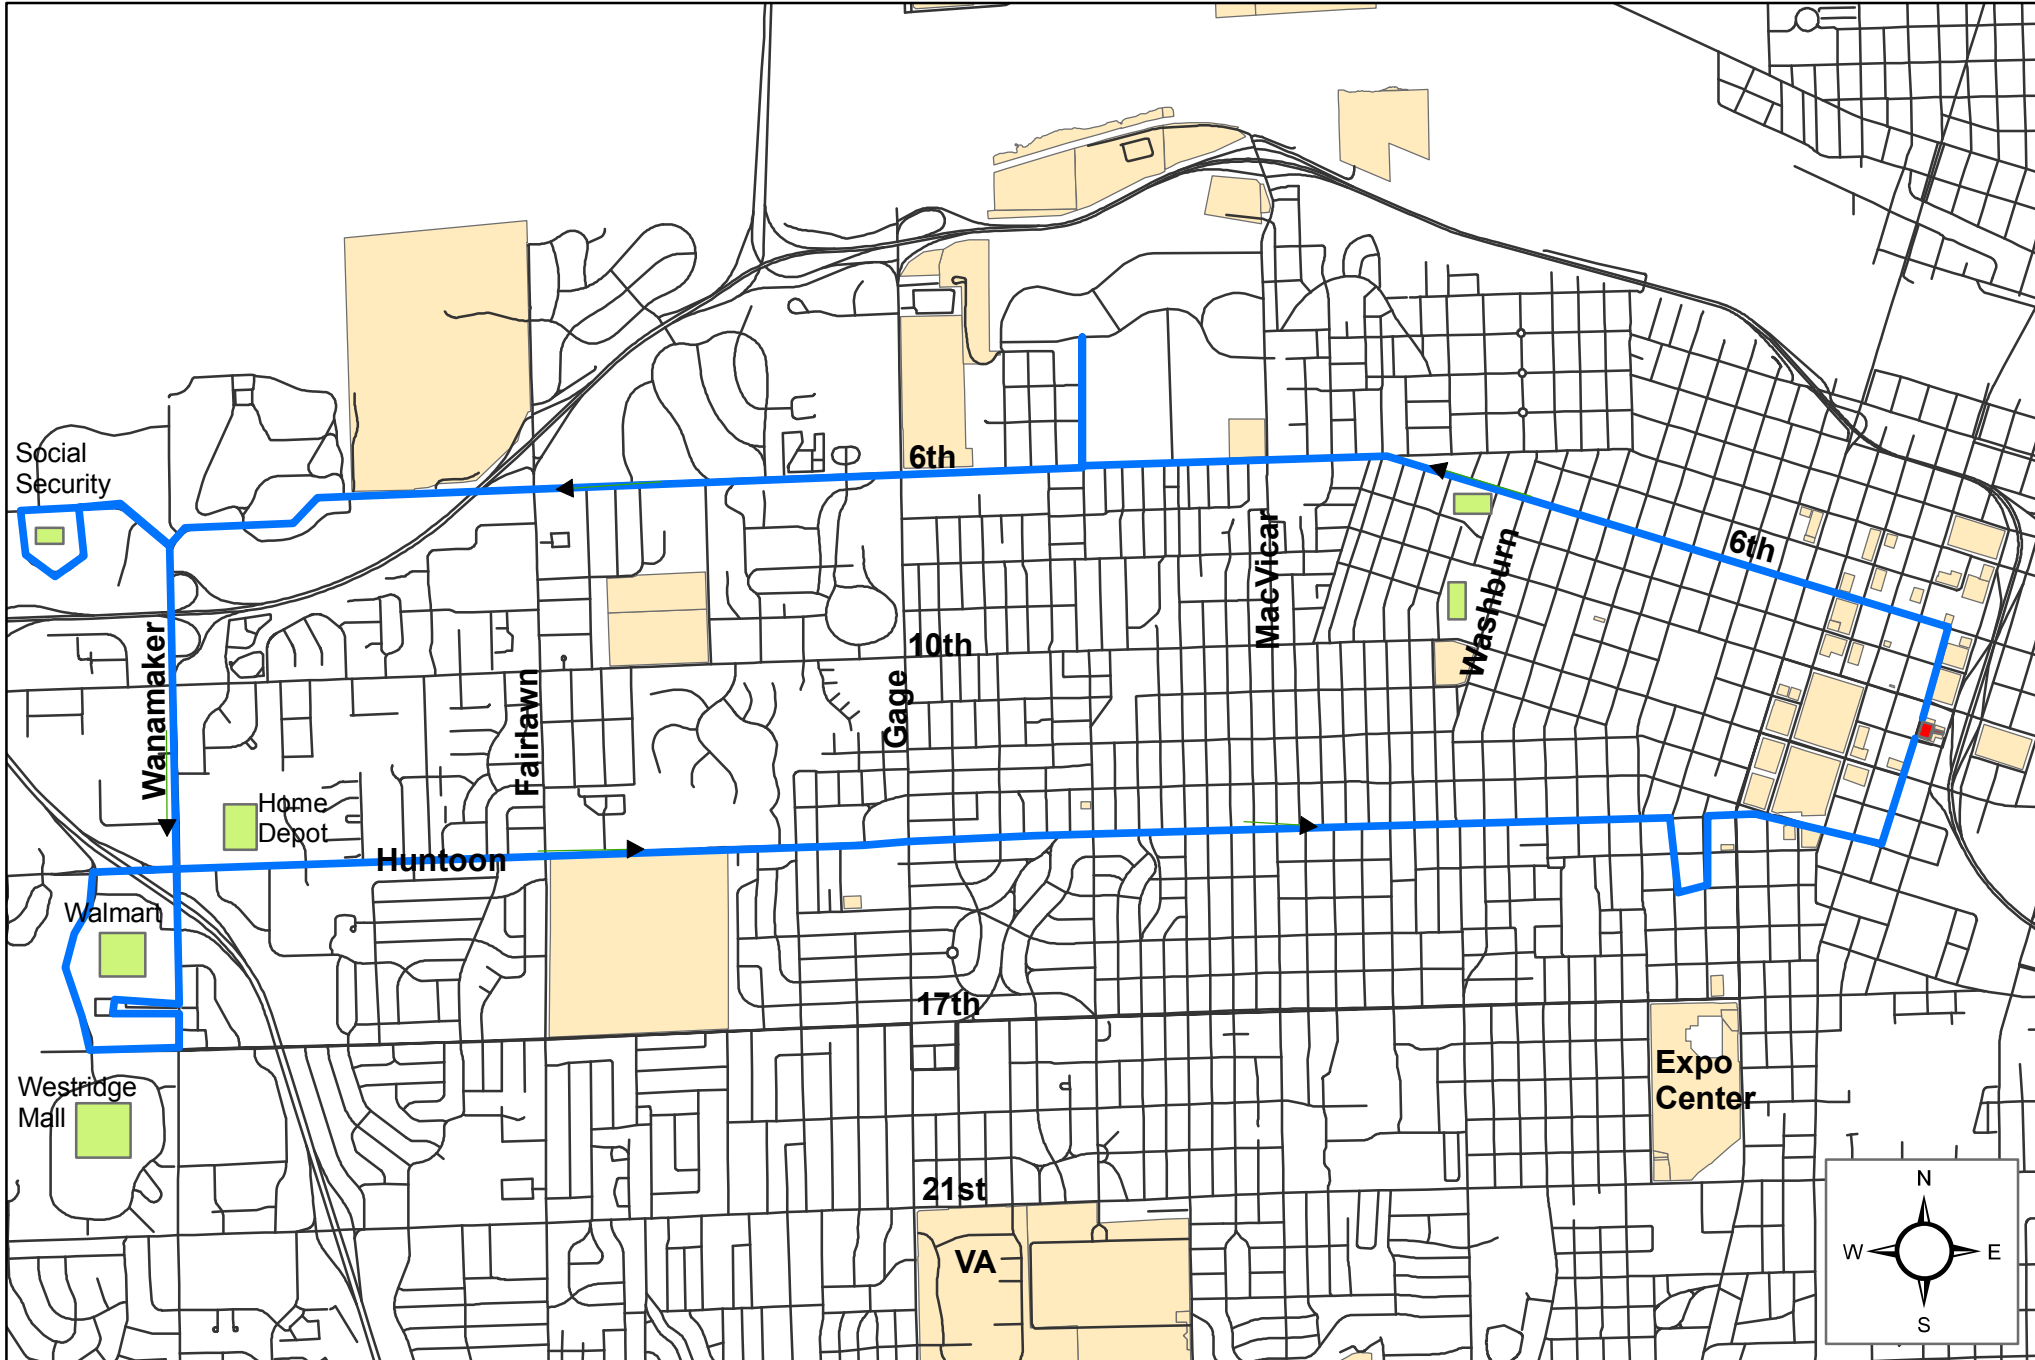 Social
Security
6th
6th
Wanamaker
Fairlawn
Gage
10th
MacVicar
Washburn
Home
Depot
Huntoon
Walmart
17th
Westridge
Mall
Expo
Center
21st
VA
N
W
E
S